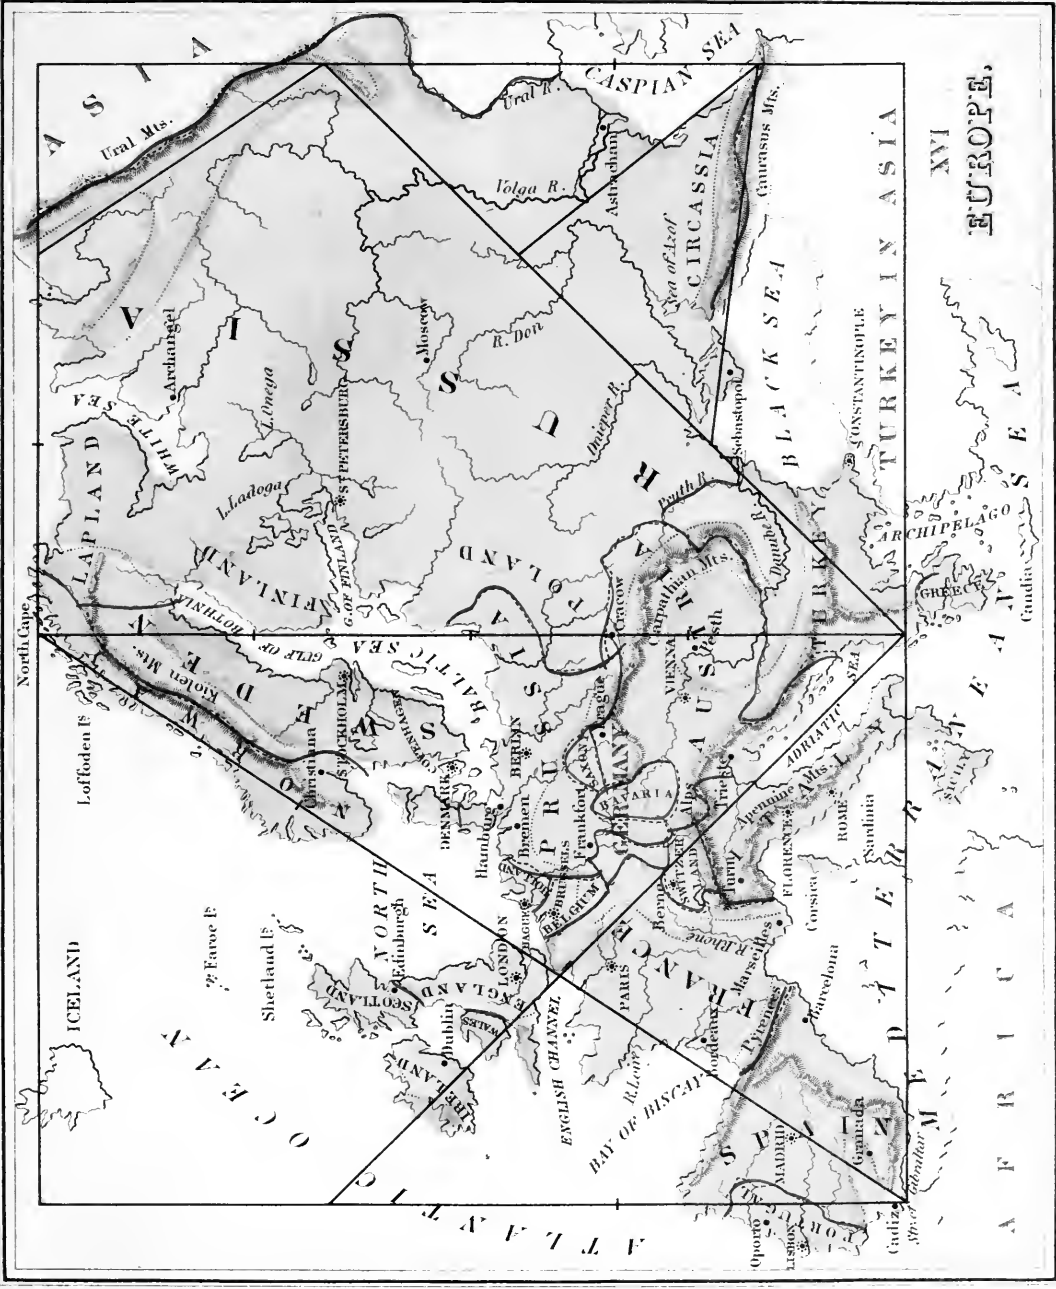 XVI
EUROPE.
ASIA
Ural Mts.
Ural R.
CASPIAN SEA
Astrachan
Volga R.
CIRCASSIA
Caucasus Mts.
Sea of Azof
BLACK SEA
TURKEY IN ASIA
CONSTANTINOPLE
Sebastopol
RUSSIA
Archangel
WHITE SEA
LAPLAND
L. Onega
L. Ladoga
ST PETERSBURG
Moscow
R. Don
Dnieper R.
Pruth R.
Danube R.
TURKEY
ARCHIPELAGO
GREECE
Candia
FINLAND
G. OF FINLAND
GULF OF BOTHNIA
POLAND
Cracow
Carpathian Mts.
AUSTRIA
VIENNA
Pesth
North Cape
Loffoden Is
NORWAY
Kiolen Mts.
SWEDEN
Christiana
STOCKHOLM
BALTIC SEA
COPENHAGEN
DENMARK
PRUSSIA
BERLIN
Hamburg
Bremen
HOLLAND
HAGUE
BRUSSELS
BELGIUM
Frankfort
SAXONY
Prague
GERMANY
BAVARIA
SWITZERLAND
Berne
Alps
Trieste
ADRIATIC SEA
ITALY
Apennine Mts.
Turin
FLORENCE
ROME
Sardinia
Corsica
SICILY
ICELAND
Faroe Is
Shetland Is
NORTH SEA
SCOTLAND
Edinburgh
ENGLAND
LONDON
WALES
IRELAND
Dublin
ENGLISH CHANNEL
FRANCE
PARIS
R. Loire
R. Rhone
Marseilles
Bordeaux
BAY OF BISCAY
Pyrenees
Barcelona
SPAIN
MADRID
Granada
Cadiz
PORTUGAL
Oporto
LISBON
ATLANTIC OCEAN
MEDITERRANEAN SEA
AFRICA